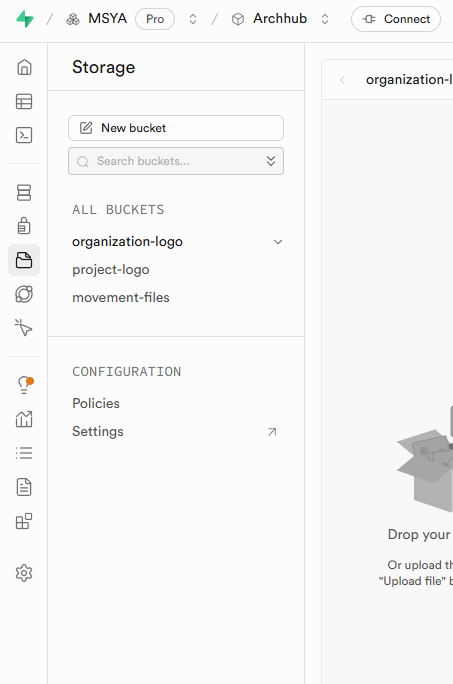 MSYA Pro Archhub Connect
Storage
organization-l
New bucket
Search buckets...
ALL BUCKETS
organization-logo
project-logo
movement-files
CONFIGURATION
Policies
Settings
Drop your
Or upload th
"Upload file" b